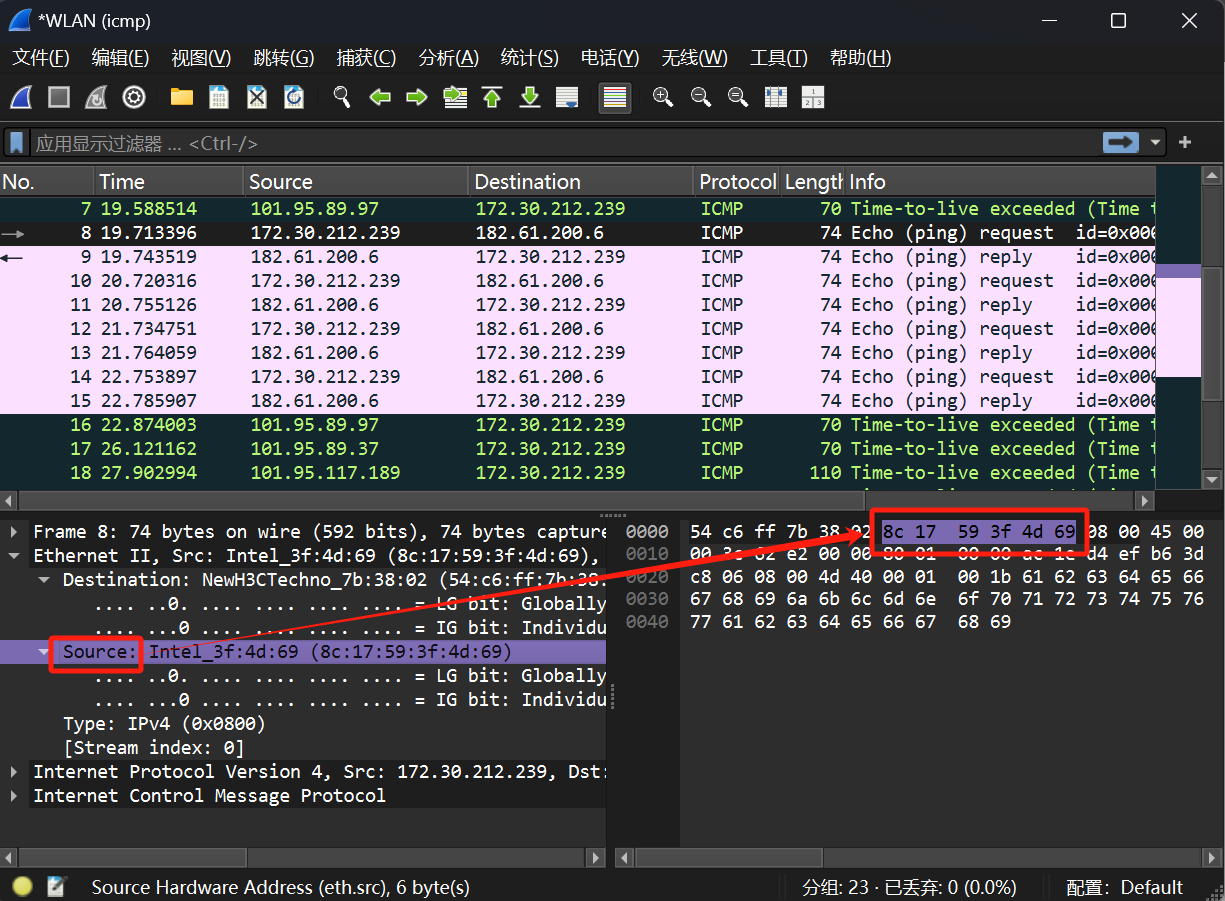 *WLAN (icmp)
文件(F) 编辑(E) 视图(V) 跳转(G) 捕获(C) 分析(A) 统计(S) 电话(Y) 无线(W) 工具(T) 帮助(H)
应用显示过滤器 … <Ctrl-/>
No. Time Source Destination Protocol Length Info
7 19.588514 101.95.89.97 172.30.212.239 ICMP 70 Time-to-live exceeded (Time t
8 19.713396 172.30.212.239 182.61.200.6 ICMP 74 Echo (ping) request id=0x000
9 19.743519 182.61.200.6 172.30.212.239 ICMP 74 Echo (ping) reply id=0x000
10 20.720316 172.30.212.239 182.61.200.6 ICMP 74 Echo (ping) request id=0x000
11 20.755126 182.61.200.6 172.30.212.239 ICMP 74 Echo (ping) reply id=0x000
12 21.734751 172.30.212.239 182.61.200.6 ICMP 74 Echo (ping) request id=0x000
13 21.764059 182.61.200.6 172.30.212.239 ICMP 74 Echo (ping) reply id=0x000
14 22.753897 172.30.212.239 182.61.200.6 ICMP 74 Echo (ping) request id=0x000
15 22.785907 182.61.200.6 172.30.212.239 ICMP 74 Echo (ping) reply id=0x000
16 22.874003 101.95.89.97 172.30.212.239 ICMP 70 Time-to-live exceeded (Time t
17 26.121162 101.95.89.37 172.30.212.239 ICMP 70 Time-to-live exceeded (Time t
18 27.902994 101.95.117.189 172.30.212.239 ICMP 110 Time-to-live exceeded (Time t
Frame 8: 74 bytes on wire (592 bits), 74 bytes capture
Ethernet II, Src: Intel_3f:4d:69 (8c:17:59:3f:4d:69),
Destination: NewH3CTechno_7b:38:02 (54:c6:ff:7b:38:
.... ..0. .... .... .... .... = LG bit: Globally
.... ...0 .... .... .... .... = IG bit: Individu
Source: Intel_3f:4d:69 (8c:17:59:3f:4d:69)
.... ..0. .... .... .... .... = LG bit: Globally
.... ...0 .... .... .... .... = IG bit: Individu
Type: IPv4 (0x0800)
[Stream index: 0]
Internet Protocol Version 4, Src: 172.30.212.239, Dst:
Internet Control Message Protocol
0000 54 c6 ff 7b 38 02 8c 17 59 3f 4d 69 08 00 45 00
0010 00 3c 82 e2 00 00 80 01 00 00 ac 1e d4 ef b6 3d
0020 c8 06 08 00 4d 40 00 01 00 1b 61 62 63 64 65 66
0030 67 68 69 6a 6b 6c 6d 6e 6f 70 71 72 73 74 75 76
0040 77 61 62 63 64 65 66 67 68 69
Source Hardware Address (eth.src), 6 byte(s) 分组: 23 · 已丢弃: 0 (0.0%) 配置: Default